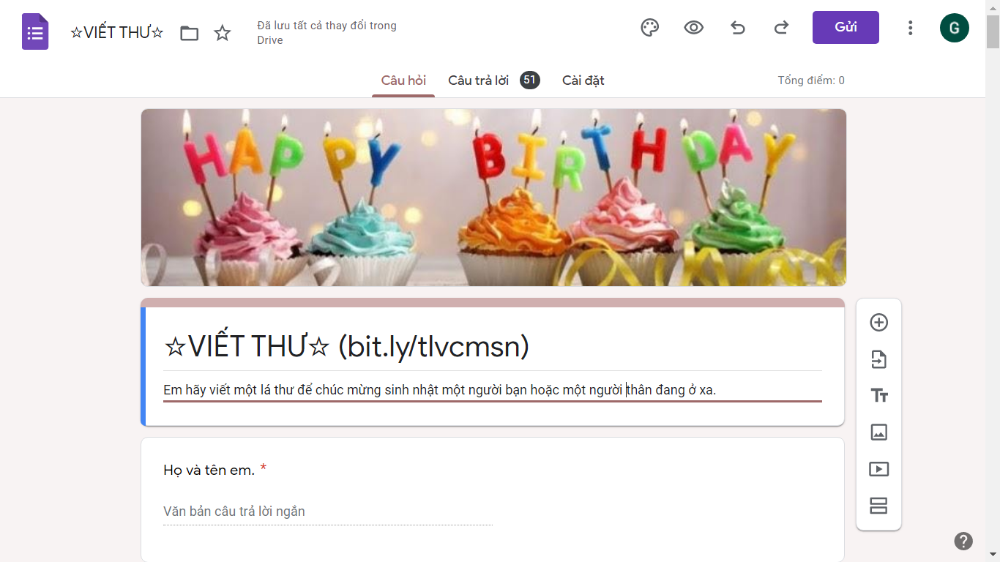 ☆VIẾT THƯ☆
Đã lưu tất cả thay đổi trong
Drive
Gửi
G
Câu hỏi
Câu trả lời
51
Cài đặt
Tổng điểm: 0
HAPPY BIRTHDAY
☆VIẾT THƯ☆ (bit.ly/tlvcmsn)
Em hãy viết một lá thư để chúc mừng sinh nhật một người bạn hoặc một người thân đang ở xa.
Họ và tên em. *
Văn bản câu trả lời ngắn